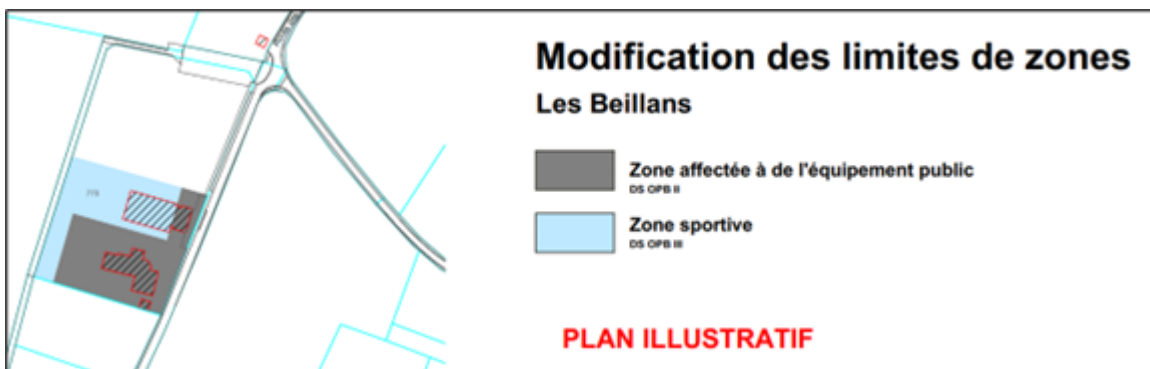 Modification des limites de zones
Les Beillans
Zone affectée à de l'équipement public
DS OPB II
Zone sportive
DS OPB III
PLAN ILLUSTRATIF